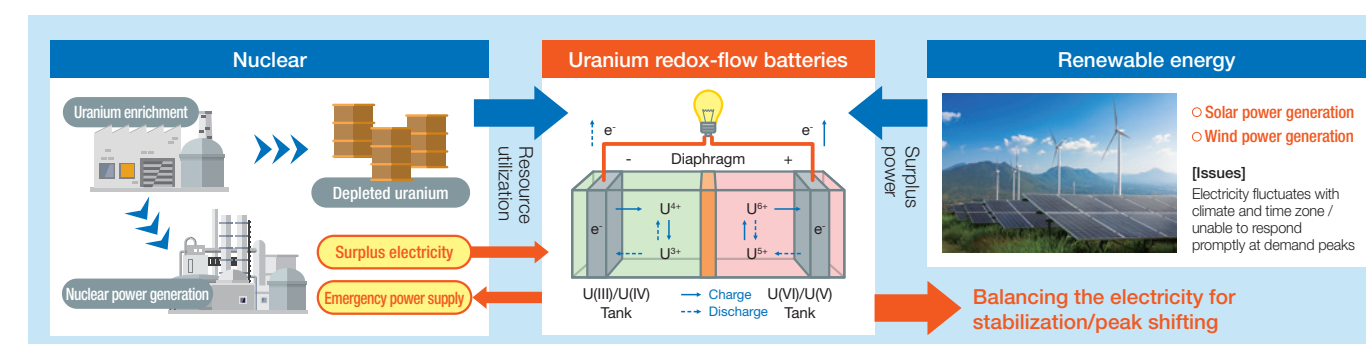 Nuclear
Uranium enrichment
Depleted uranium
Nuclear power generation
Surplus electricity
Emergency power supply
Resource
utilization
Uranium redox-flow batteries
e-
e-
-
Diaphragm
+
e-
U4+
U3+
U6+
U5+
e-
U(III)/U(IV)
Tank
Charge
Discharge
U(VI)/U(V)
Tank
Surplus
power
Renewable energy
Solar power generation
Wind power generation
[Issues]
Electricity fluctuates with
climate and time zone /
unable to respond
promptly at demand peaks
Balancing the electricity for
stabilization/peak shifting